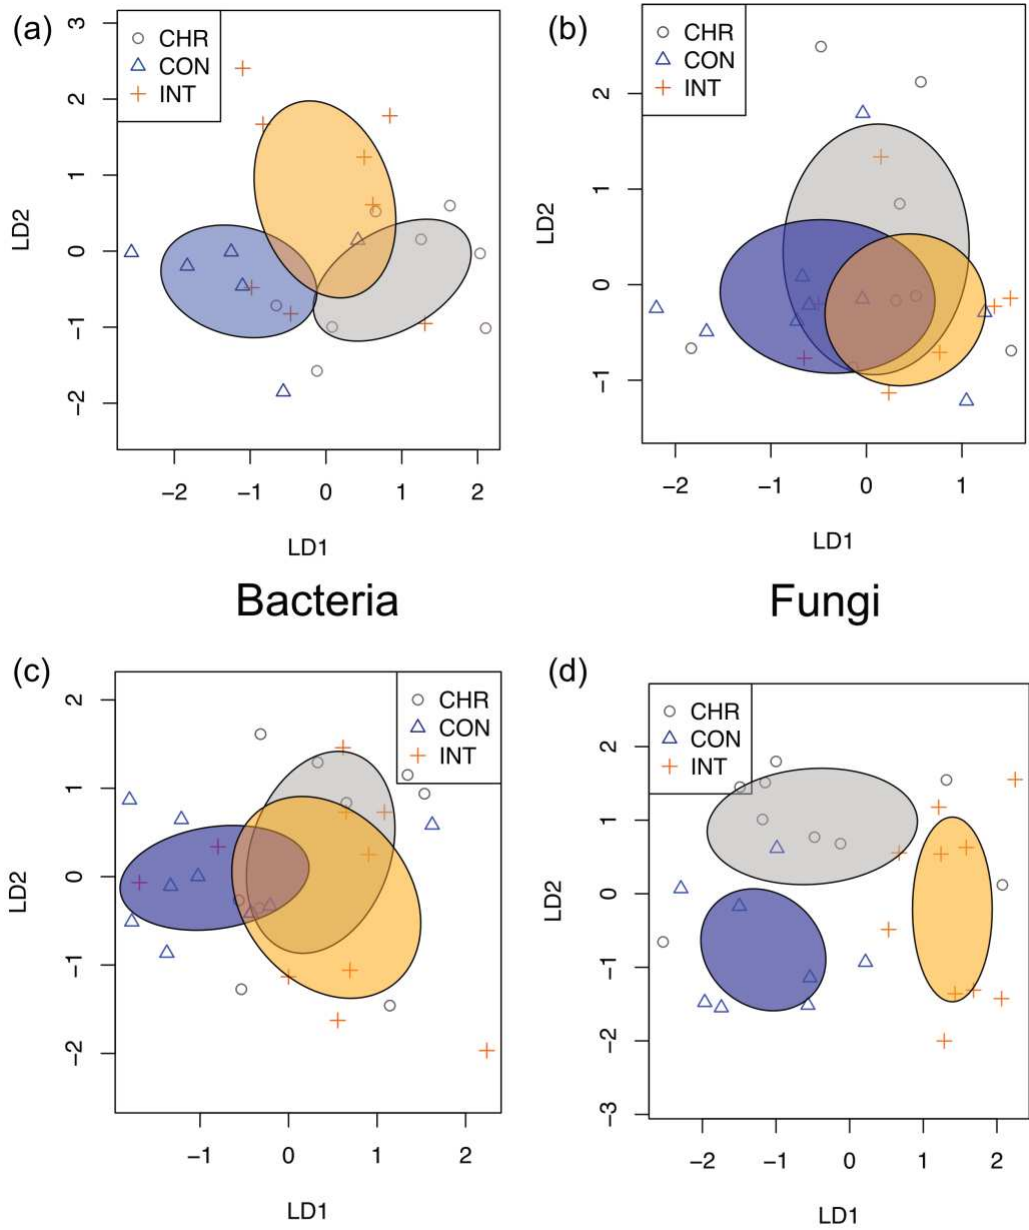 (a)
CHR
CON
INT
3
2
1
0
−1
−2
LD2
−2 −1 0 1 2
LD1
(b)
CHR
CON
INT
2
1
0
−1
LD2
−2 −1 0 1
LD1
Bacteria
Fungi
(c)
CHR
CON
INT
2
1
0
−1
−2
LD2
−1 0 1 2
LD1
(d)
CHR
CON
INT
2
1
0
−1
−2
−3
LD2
−2 −1 0 1 2
LD1